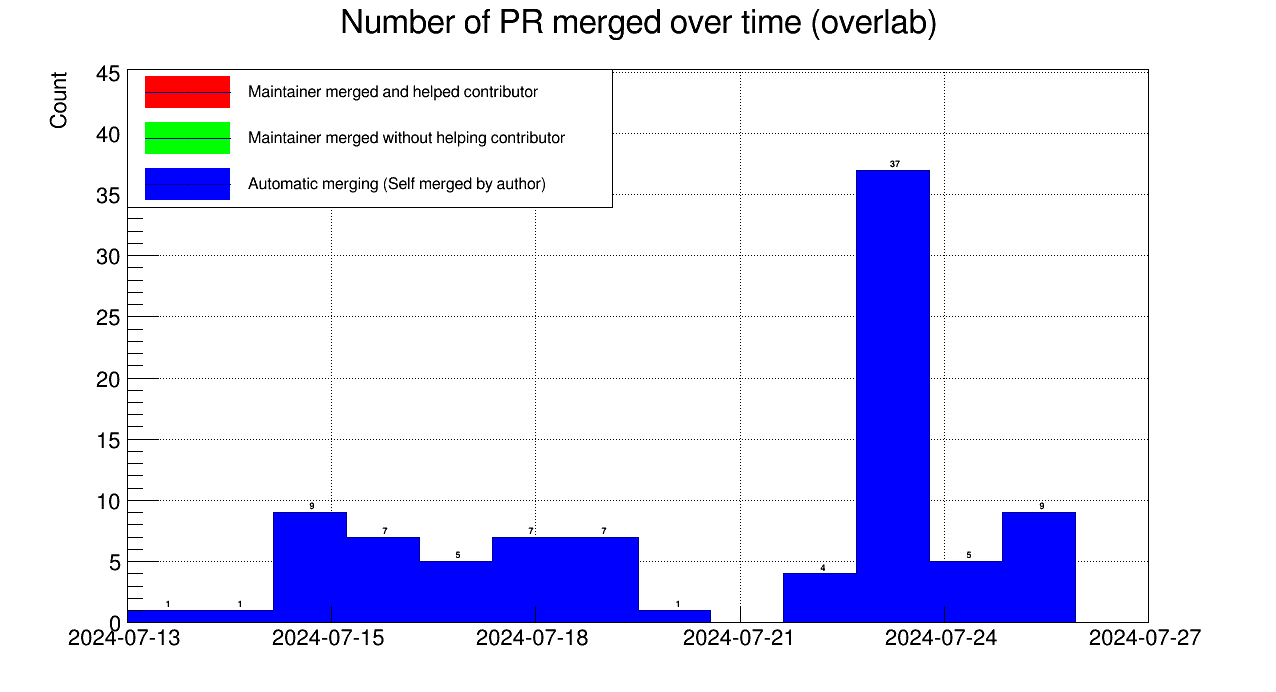 Number of PR merged over time (overlab)
Count
45
40
35
30
25
20
15
10
5
0
Maintainer merged and helped contributor
Maintainer merged without helping contributor
Automatic merging (Self merged by author)
1 1 9 7 5 7 7 1 4 37 5 9
2024-07-13 2024-07-15 2024-07-18 2024-07-21 2024-07-24 2024-07-27